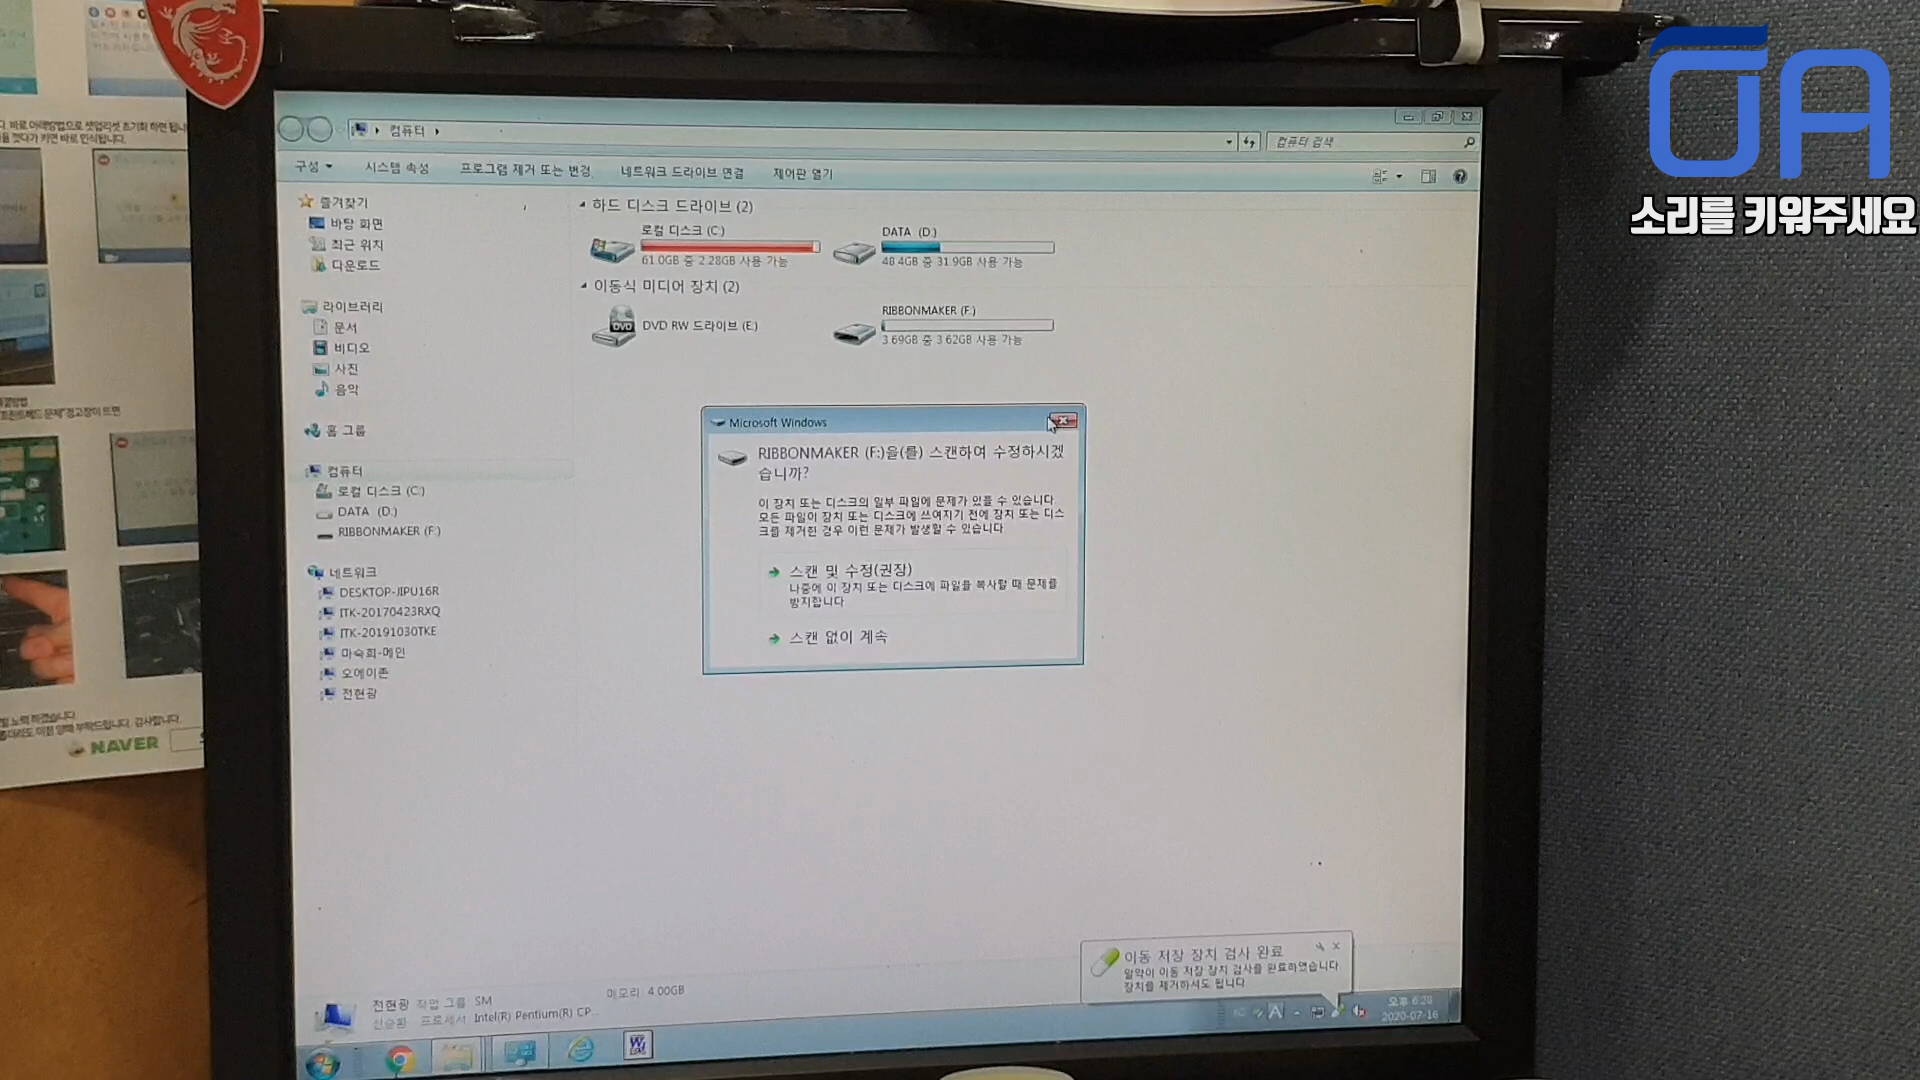 OA
소리를 키워주세요
컴퓨터
컴퓨터 검색
구성
시스템 속성
프로그램 제거 또는 변경
네트워크 드라이브 연결
제어판 열기
즐겨찾기
바탕 화면
최근 위치
다운로드
라이브러리
문서
비디오
사진
음악
홈 그룹
컴퓨터
로컬 디스크 (C:)
DATA (D:)
RIBBONMAKER (F:)
네트워크
DESKTOP-JIPU16R
ITK-20170423RXQ
ITK-20191030TKE
마숙희-메인
오에이존
전현광
하드 디스크 드라이브 (2)
로컬 디스크 (C:)
61.0GB 중 2.28GB 사용 가능
DATA (D:)
48.4GB 중 31.9GB 사용 가능
이동식 미디어 장치 (2)
DVD
DVD RW 드라이브 (E:)
RIBBONMAKER (F:)
3.69GB 중 3.62GB 사용 가능
Microsoft Windows
RIBBONMAKER (F:)을(를) 스캔하여 수정하시겠
습니까?
이 장치 또는 디스크의 일부 파일에 문제가 있을 수 있습니다.
모든 파일이 장치 또는 디스크에 쓰여지기 전에 장치 또는 디스
크를 제거한 경우 이런 문제가 발생할 수 있습니다.
스캔 및 수정(권장)
나중에 이 장치 또는 디스크에 파일을 복사할 때 문제를
방지합니다.
스캔 없이 계속
이동 저장 장치 검사 완료
알약이 이동 저장 장치 검사를 완료하였습니다.
장치를 제거하셔도 됩니다.
전현광 작업 그룹: SM
메모리: 4.00GB
프로세서: Intel(R) Pentium(R) CP...
A
오후 6:28
2020-07-16
NAVER